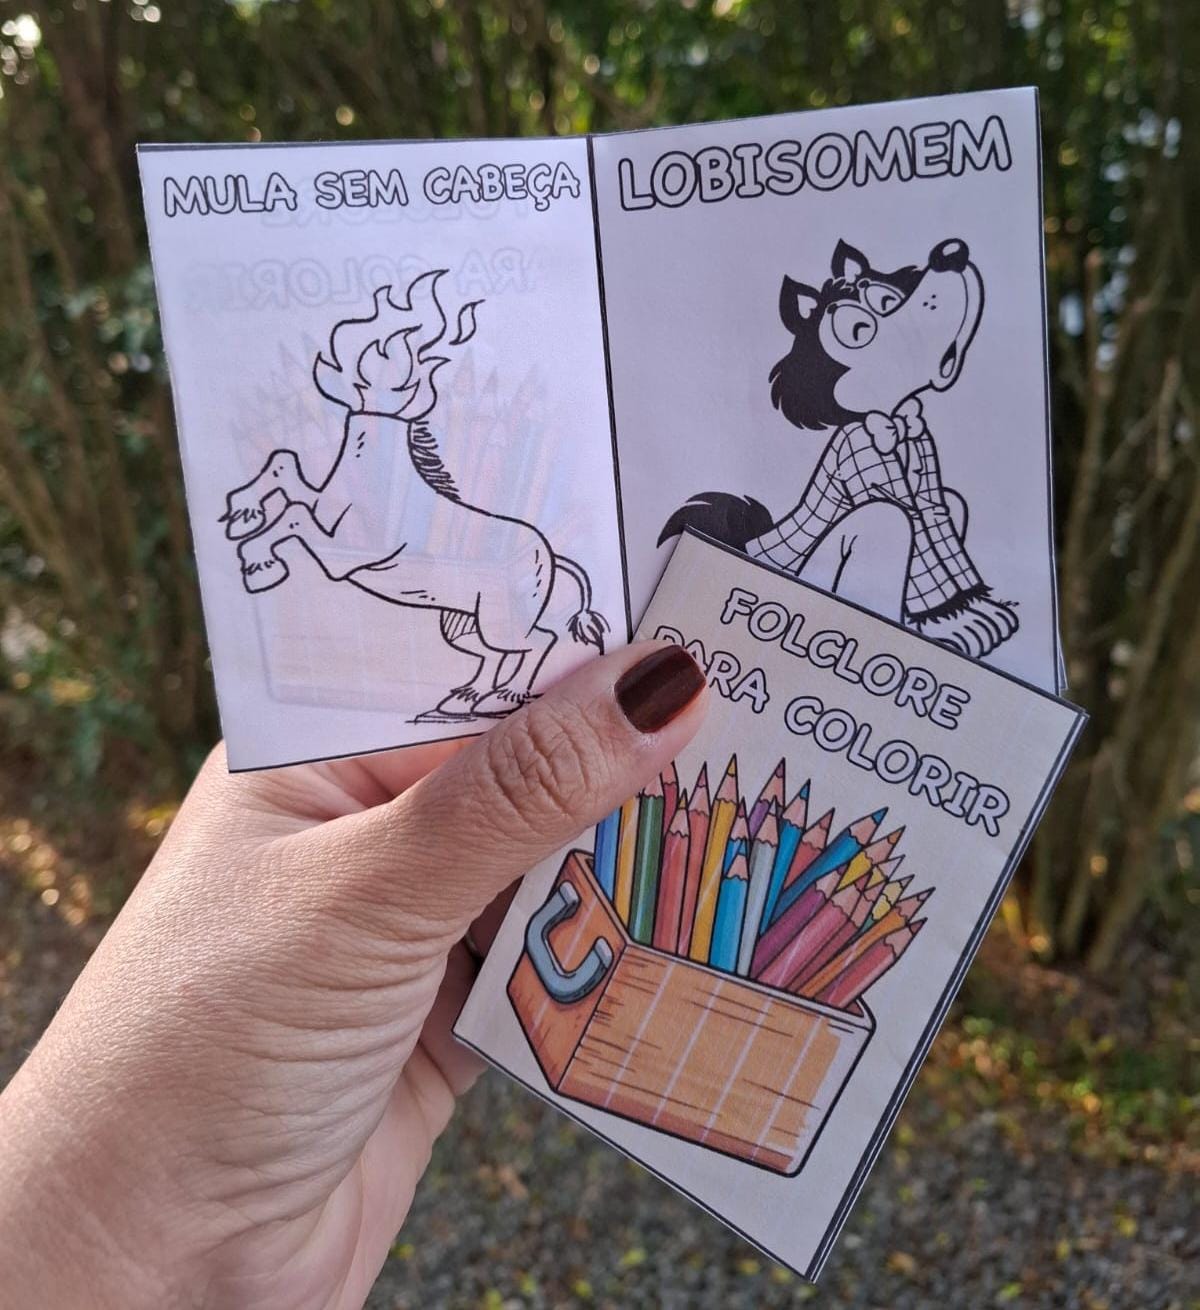 MULA SEM CABEÇA
LOBISOMEM
FOLCLORE
PARA COLORIR